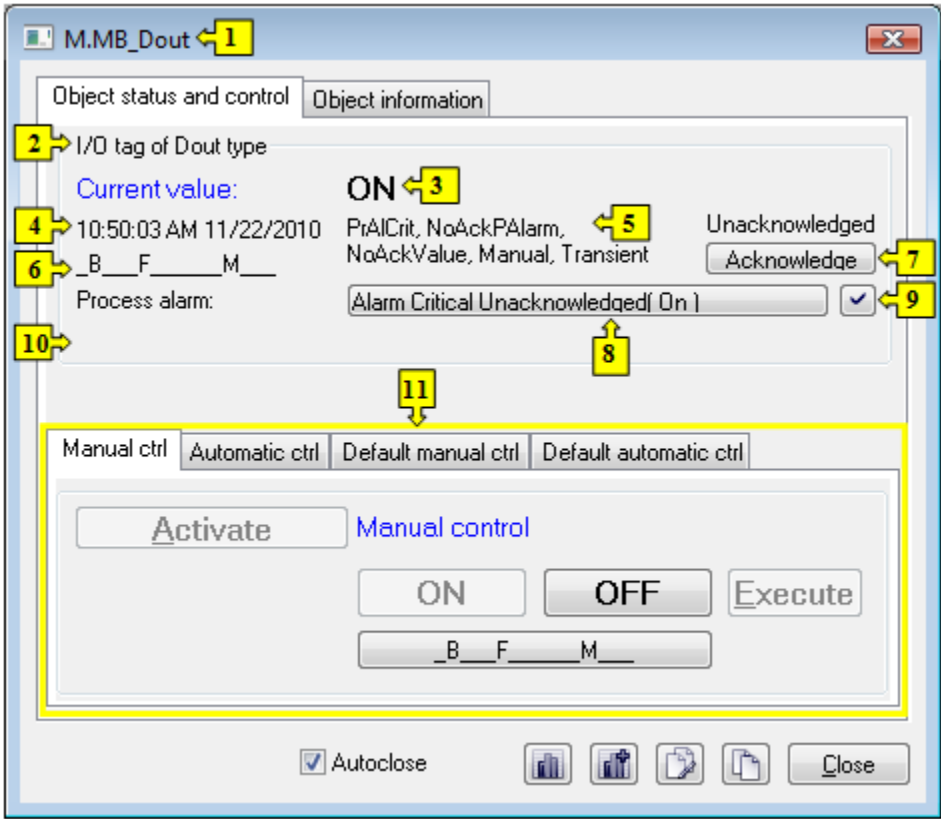 M.MB_Dout 1
Object status and control Object information
2 I/O tag of Dout type
Current value: ON 3
4 10:50:03 AM 11/22/2010 PrAlCrit, NoAckPAlarm, 5 Unacknowledged
NoAckValue, Manual, Transient Acknowledge 7
6 _B___F______M___
Process alarm: Alarm Critical Unacknowledged( On ) 9
10 8
11
Manual ctrl Automatic ctrl Default manual ctrl Default automatic ctrl
Activate Manual control
ON OFF Execute
_B___F______M___
Autoclose Close